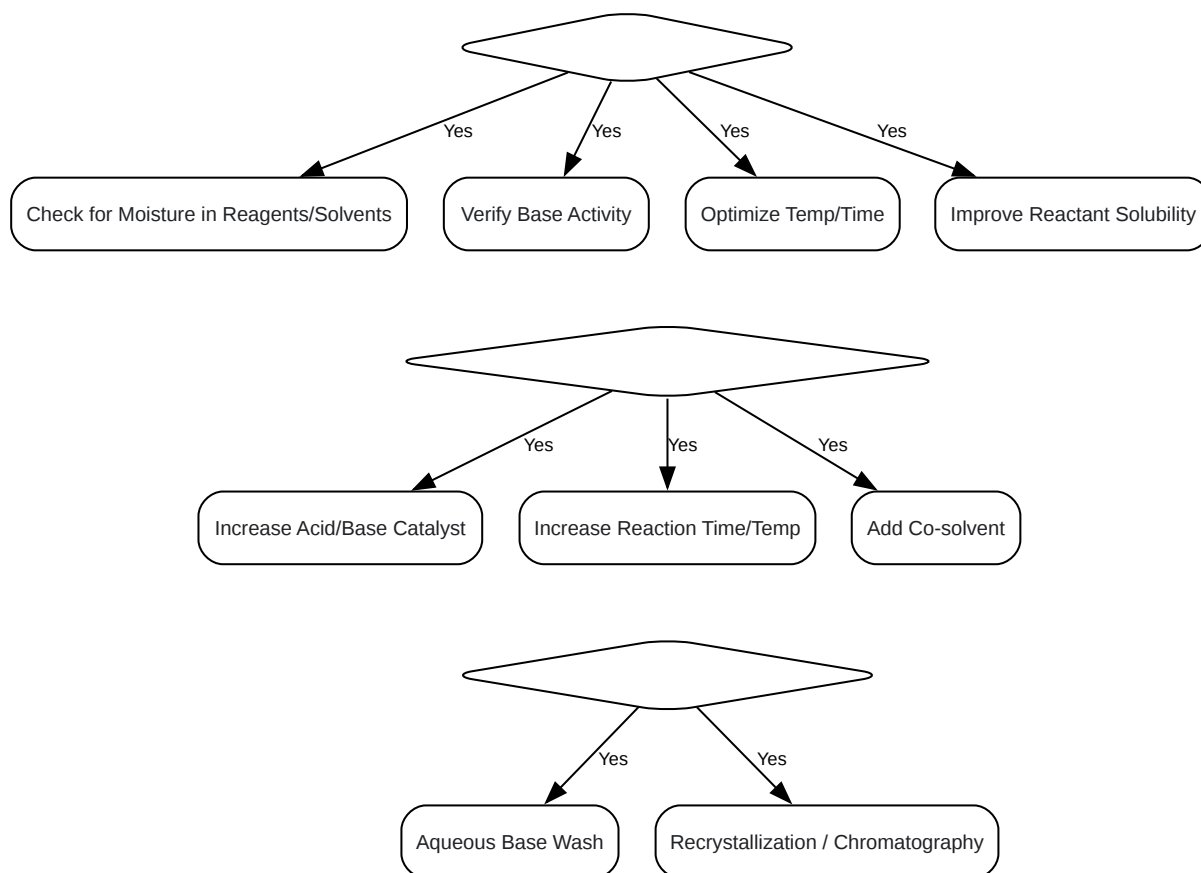 Yes
Yes
Yes
Yes
Check for Moisture in Reagents/Solvents
Verify Base Activity
Optimize Temp/Time
Improve Reactant Solubility
Yes
Yes
Yes
Increase Acid/Base Catalyst
Increase Reaction Time/Temp
Add Co-solvent
Yes
Yes
Aqueous Base Wash
Recrystallization / Chromatography